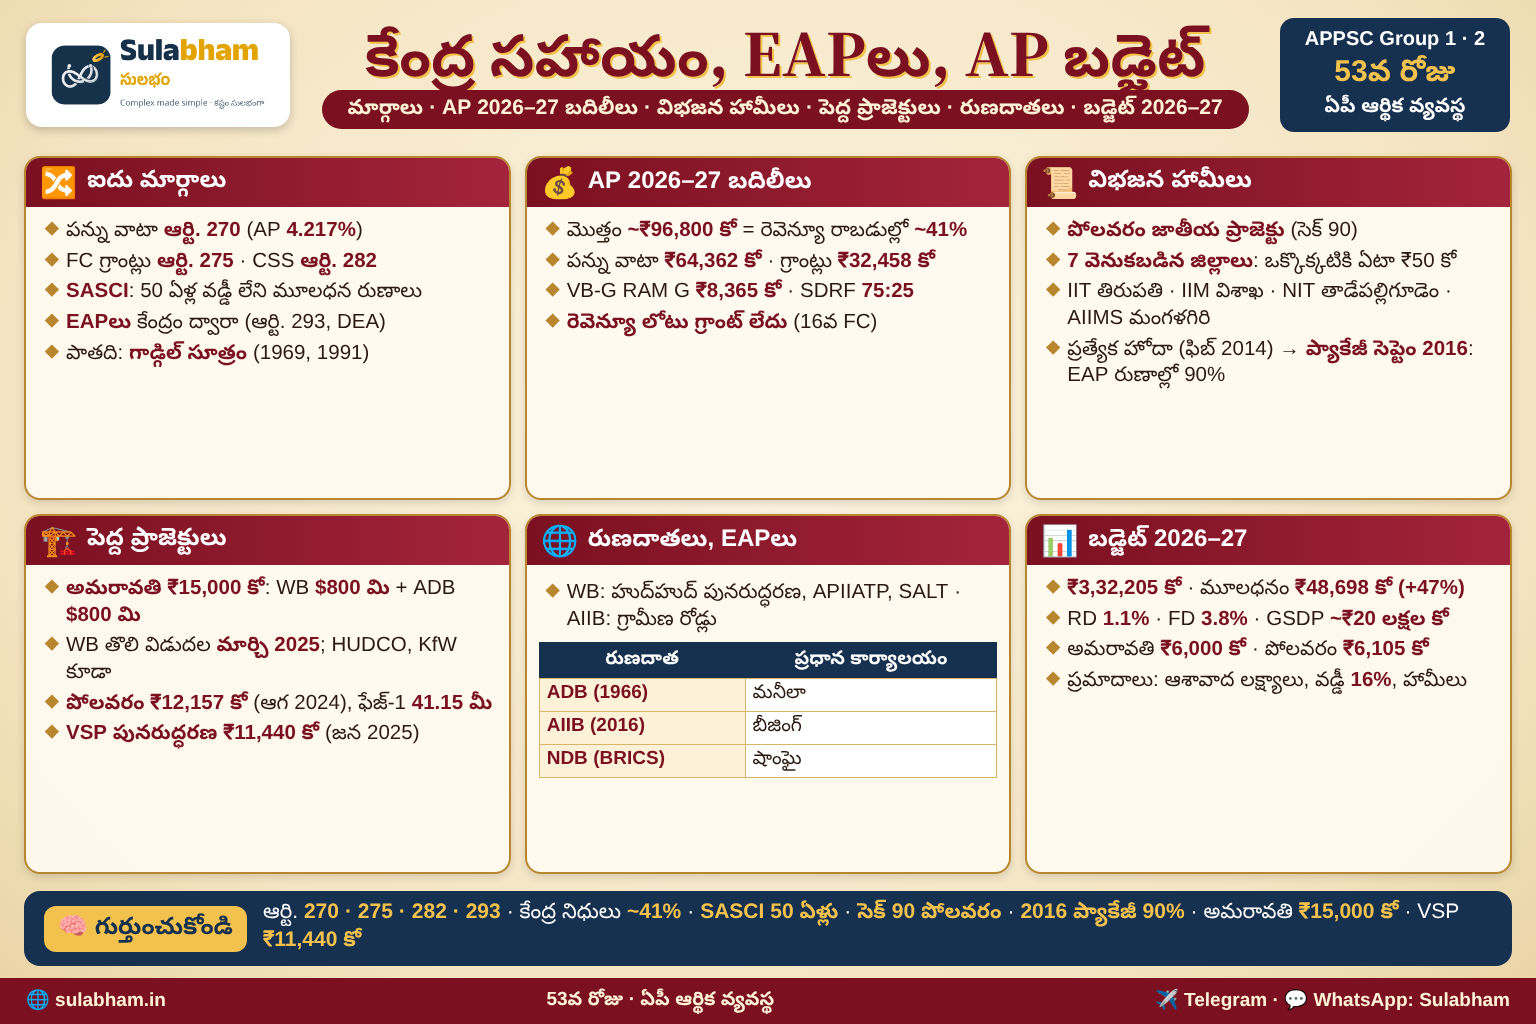 Sulabham
సులభం
Complex made simple · కష్టం సులభంగా
కేంద్ర సహాయం, EAPలు, AP బడ్జెట్
మార్గాలు · AP 2026–27 బదిలీలు · విభజన హామీలు · పెద్ద ప్రాజెక్టులు · రుణదాతలు · బడ్జెట్ 2026–27
APPSC Group 1 · 2
53వ రోజు
ఏపీ ఆర్థిక వ్యవస్థ
🔀 ఐదు మార్గాలు
◆ పన్ను వాటా ఆర్టి. 270 (AP 4.217%)
◆ FC గ్రాంట్లు ఆర్టి. 275 · CSS ఆర్టి. 282
◆ SASCI: 50 ఏళ్ల వడ్డీ లేని మూలధన రుణాలు
◆ EAPలు కేంద్రం ద్వారా (ఆర్టి. 293, DEA)
◆ పాతది: గాడ్గిల్ సూత్రం (1969, 1991)
💰 AP 2026–27 బదిలీలు
◆ మొత్తం ~₹96,800 కో = రెవెన్యూ రాబడుల్లో ~41%
◆ పన్ను వాటా ₹64,362 కో · గ్రాంట్లు ₹32,458 కో
◆ VB-G RAM G ₹8,365 కో · SDRF 75:25
◆ రెవెన్యూ లోటు గ్రాంట్ లేదు (16వ FC)
📜 విభజన హామీలు
◆ పోలవరం జాతీయ ప్రాజెక్టు (సెక్ 90)
◆ 7 వెనుకబడిన జిల్లాలు: ఒక్కొక్కటికి ఏటా ₹50 కో
◆ IIT తిరుపతి · IIM విశాఖ · NIT తాడేపల్లిగూడెం ·
AIIMS మంగళగిరి
◆ ప్రత్యేక హోదా (ఫిబ్ 2014) → ప్యాకేజీ సెప్టెం 2016:
EAP రుణాల్లో 90%
🏗️ పెద్ద ప్రాజెక్టులు
◆ అమరావతి ₹15,000 కో: WB $800 మి + ADB
$800 మి
◆ WB తొలి విడుదల మార్చి 2025; HUDCO, KfW
కూడా
◆ పోలవరం ₹12,157 కో (ఆగ 2024), ఫేజ్-1 41.15 మీ
◆ VSP పునరుద్ధరణ ₹11,440 కో (జన 2025)
🌐 రుణదాతలు, EAPలు
◆ WB: హుద్‌హుద్ పునరుద్ధరణ, APIIATP, SALT ·
AIIB: గ్రామీణ రోడ్లు
రుణదాత ప్రధాన కార్యాలయం
ADB (1966) మనీలా
AIIB (2016) బీజింగ్
NDB (BRICS) షాంఘై
📊 బడ్జెట్ 2026–27
◆ ₹3,32,205 కో · మూలధనం ₹48,698 కో (+47%)
◆ RD 1.1% · FD 3.8% · GSDP ~₹20 లక్షల కో
◆ అమరావతి ₹6,000 కో · పోలవరం ₹6,105 కో
◆ ప్రమాదాలు: ఆశావాద లక్ష్యాలు, వడ్డీ 16%, హామీలు
🧠 గుర్తుంచుకోండి
ఆర్టి. 270 · 275 · 282 · 293 · కేంద్ర నిధులు ~41% · SASCI 50 ఏళ్లు · సెక్ 90 పోలవరం · 2016 ప్యాకేజీ 90% · అమరావతి ₹15,000 కో · VSP
₹11,440 కో
🌐 sulabham.in
53వ రోజు · ఏపీ ఆర్థిక వ్యవస్థ
✈️ Telegram · 💬 WhatsApp: Sulabham